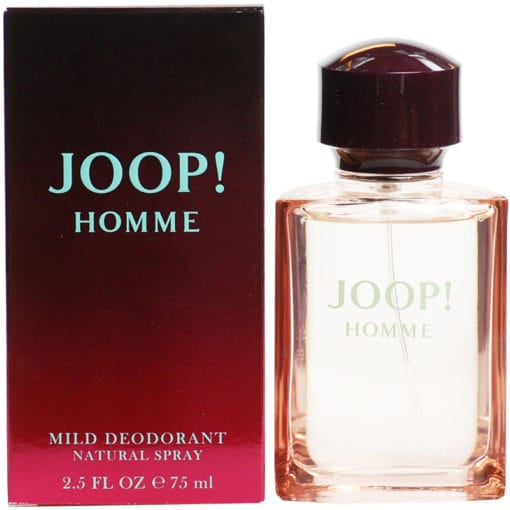 JOOP!
HOMME
MILD DEODORANT
NATURAL SPRAY
2.5 FL OZ ℮ 75 ml
JOOP!
HOMME